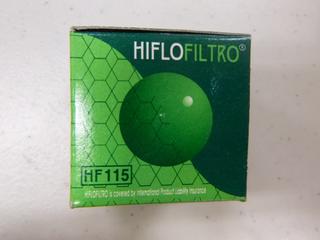 HIFLOFILTRO®
HF115
HIFLOFILTRO is covered by International Product Liability Insurance